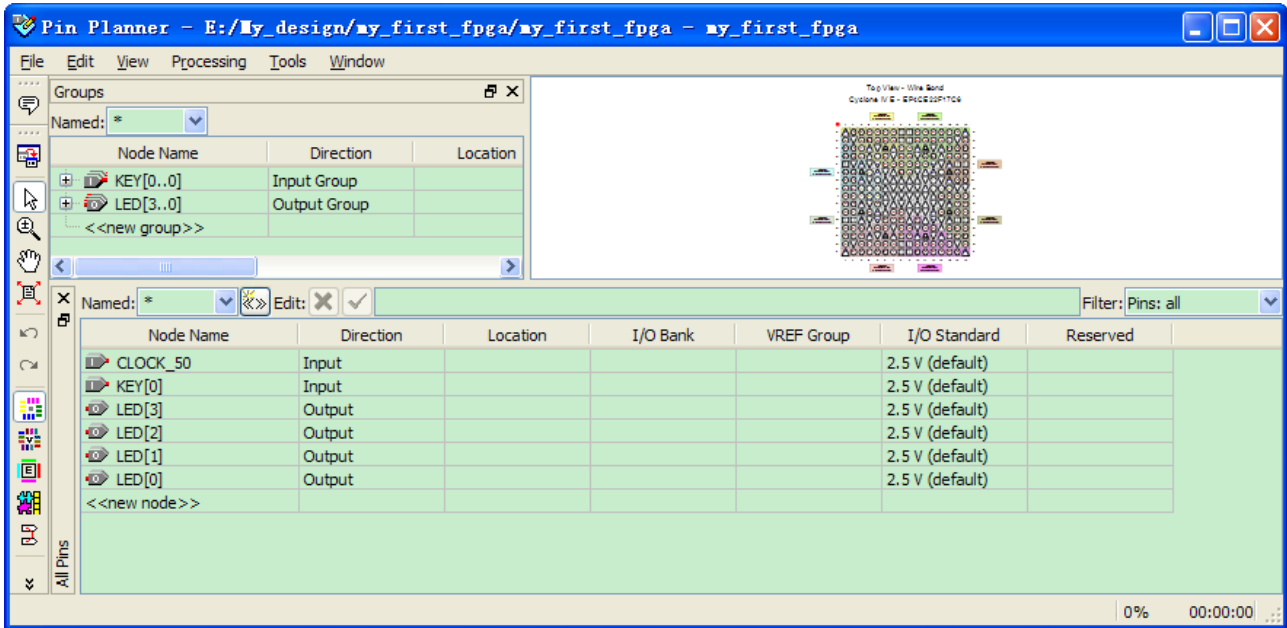 Pin Planner - E:/My_design/my_first_fpga/my_first_fpga - my_first_fpga
File Edit View Processing Tools Window
Groups
Named: *
Node Name Direction Location
KEY[0..0] Input Group
LED[3..0] Output Group
<<new group>>
Top View - Wire Bond
Cyclone IV E - EP4CE22F17C6
Named: * Edit: Filter: Pins: all
Node Name Direction Location I/O Bank VREF Group I/O Standard Reserved
CLOCK_50 Input 2.5 V (default)
KEY[0] Input 2.5 V (default)
LED[3] Output 2.5 V (default)
LED[2] Output 2.5 V (default)
LED[1] Output 2.5 V (default)
LED[0] Output 2.5 V (default)
<<new node>>
All Pins
0% 00:00:00